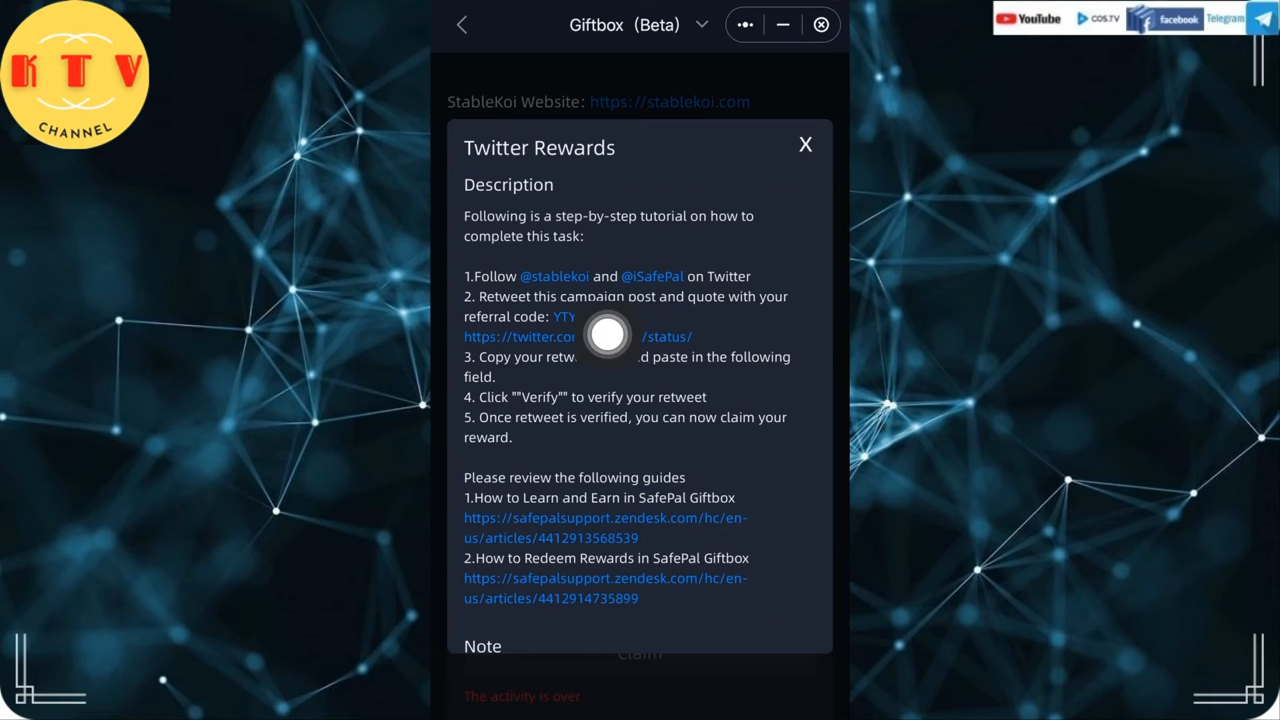 KTV
CHANNEL
YouTube COS.TV facebook Telegram
Giftbox (Beta)
StableKoi Website: https://stablekoi.com
Twitter Rewards
X
Description
Following is a step-by-step tutorial on how to
complete this task:
1.Follow @stablekoi and @iSafePal on Twitter
2. Retweet this campaign post and quote with your
referral code:
/status/
3. Copy your paste in the following
field.
4. Click ""Verify"" to verify your retweet
5. Once retweet is verified, you can now claim your
reward.
Please review the following guides
1.How to Learn and Earn in SafePal Giftbox
https://safepalsupport.zendesk.com/hc/en-
us/articles/4412913568539
2.How to Redeem Rewards in SafePal Giftbox
https://safepalsupport.zendesk.com/hc/en-
us/articles/4412914735899
Note
Claim
The activity is over